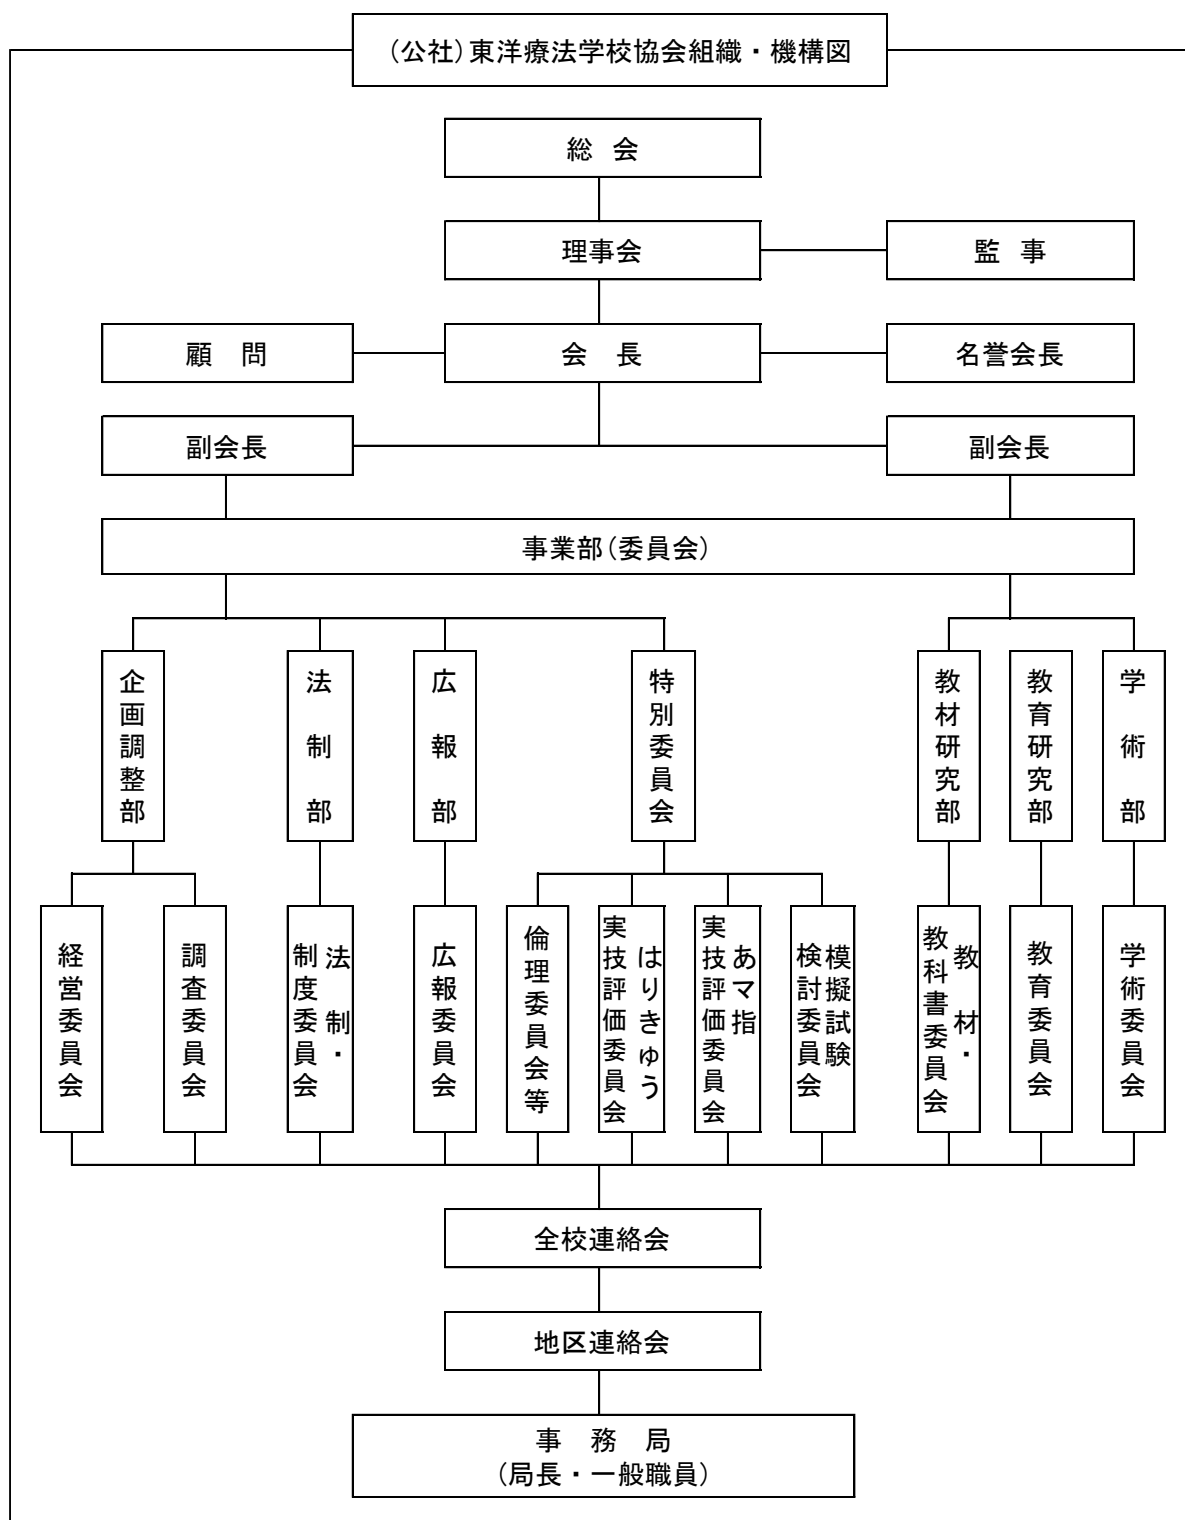 (公社)東洋療法学校協会組織・機構図
総 会
理事会
監 事
顧 問
会 長
名誉会長
副会長
副会長
事業部(委員会)
企画調整部
法制部
広報部
特別委員会
教材研究部
教育研究部
学術部
経営委員会
調査委員会
法制・
制度委員会
広報委員会
倫理委員会等
はりきゅう
実技評価委員会
あマ指
実技評価委員会
模擬試験
検討委員会
教材・
教科書委員会
教育委員会
学術委員会
全校連絡会
地区連絡会
事 務 局
(局長・一般職員)